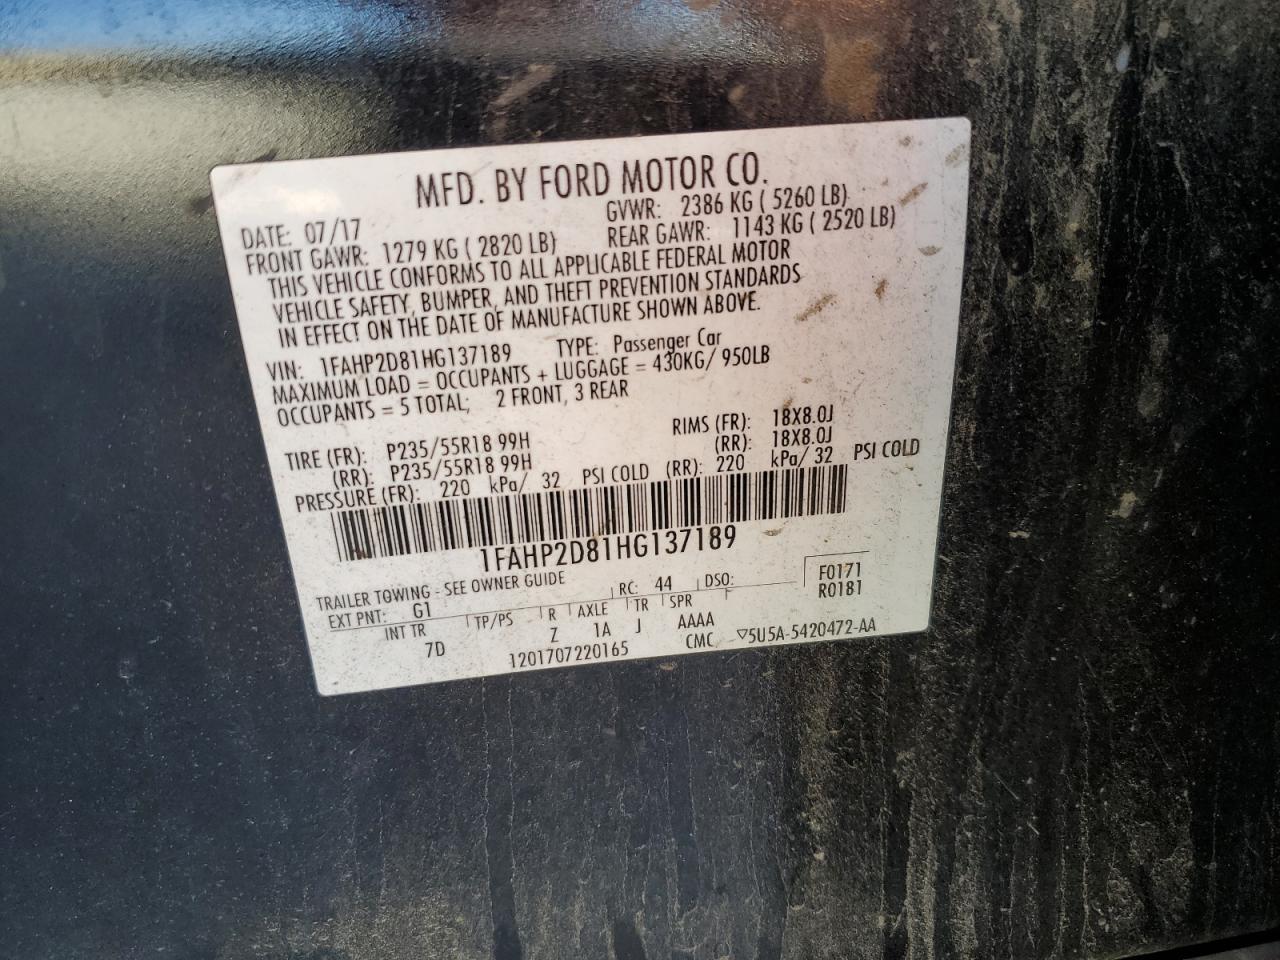 MFD. BY FORD MOTOR CO.
DATE: 07/17 GVWR: 2386 KG ( 5260 LB)
FRONT GAWR: 1279 KG ( 2820 LB) REAR GAWR: 1143 KG ( 2520 LB)
THIS VEHICLE CONFORMS TO ALL APPLICABLE FEDERAL MOTOR
VEHICLE SAFETY, BUMPER, AND THEFT PREVENTION STANDARDS
IN EFFECT ON THE DATE OF MANUFACTURE SHOWN ABOVE.
VIN: 1FAHP2D81HG137189 TYPE: Passenger Car
MAXIMUM LOAD = OCCUPANTS + LUGGAGE = 430KG/ 950LB
OCCUPANTS = 5 TOTAL; 2 FRONT, 3 REAR
TIRE (FR): P235/55R18 99H RIMS (FR): 18X8.0J
(RR): P235/55R18 99H (RR): 18X8.0J
PRESSURE (FR): 220 kPa/ 32 PSI COLD (RR): 220 kPa/ 32 PSI COLD
1FAHP2D81HG137189
TRAILER TOWING - SEE OWNER GUIDE
EXT PNT: G1 RC: 44 DSO: F0171
R0181
INT TR TP/PS R AXLE TR SPR
7D Z 1A J AAAA
1201707220165 CMC ▽5U5A-5420472-AA